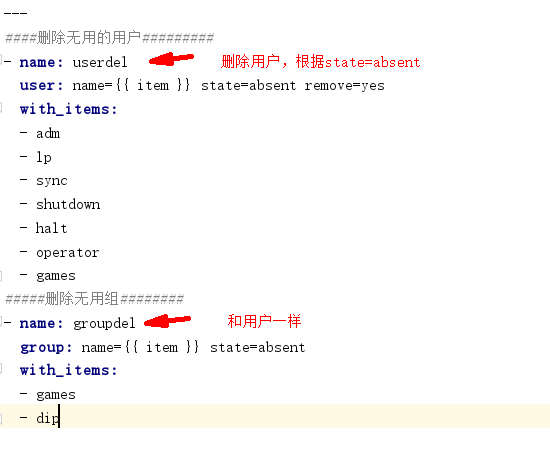 ---
####删除无用的用户#########
- name: userdel 删除用户，根据state=absent
user: name={{ item }} state=absent remove=yes
with_items:
- adm
- lp
- sync
- shutdown
- halt
- operator
- games
#####删除无用组########
- name: groupdel 和用户一样
group: name={{ item }} state=absent
with_items:
- games
- dip